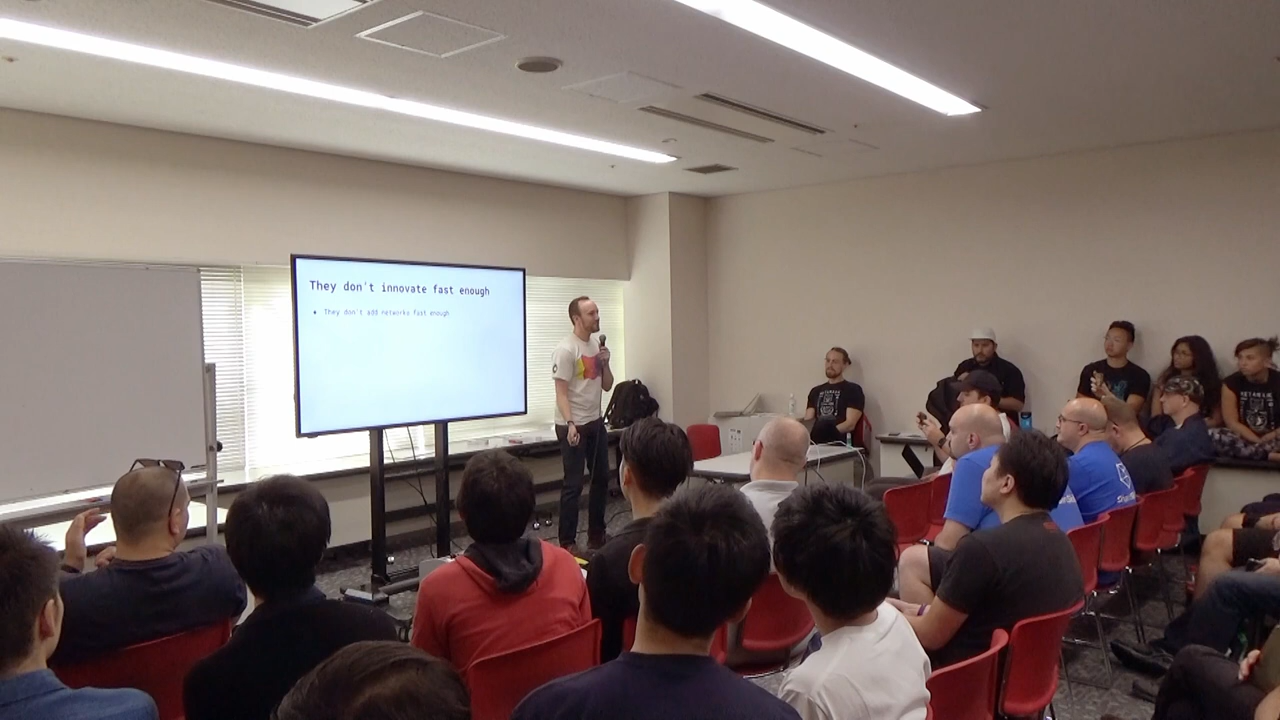 They don't innovate fast enough
• They don't add networks fast enough